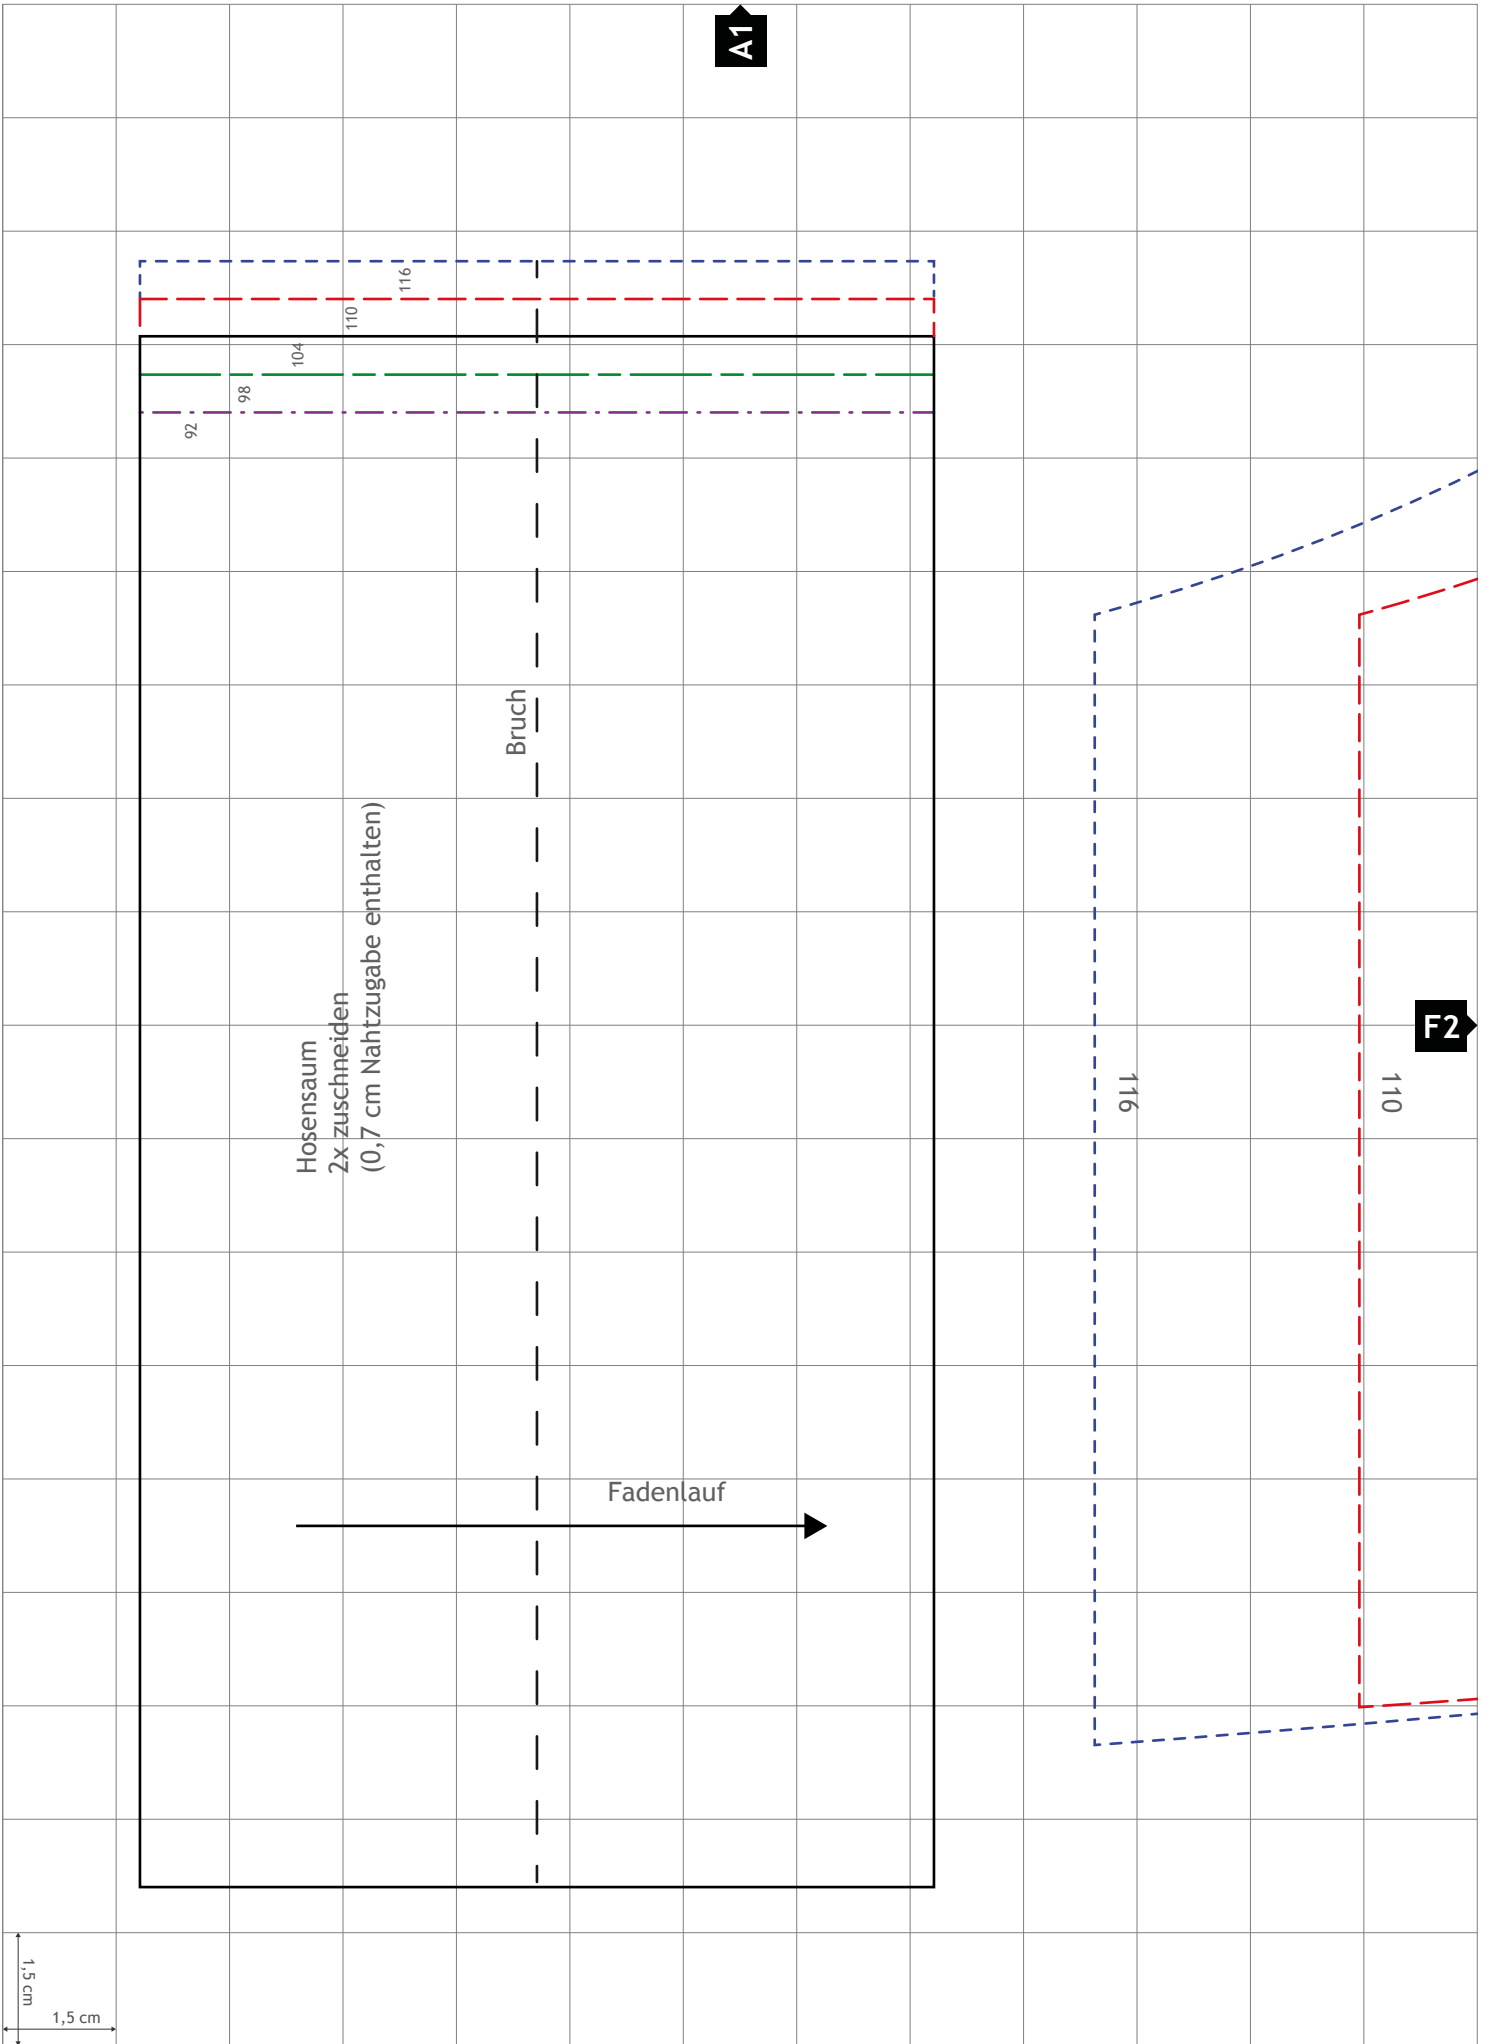 A1
116
110
104
98
92
Bruch
Hosensaum
2x zuschneiden
(0,7 cm Nahtzugabe enthalten)
F2
116
110
Fadenlauf
1,5 cm
1,5 cm